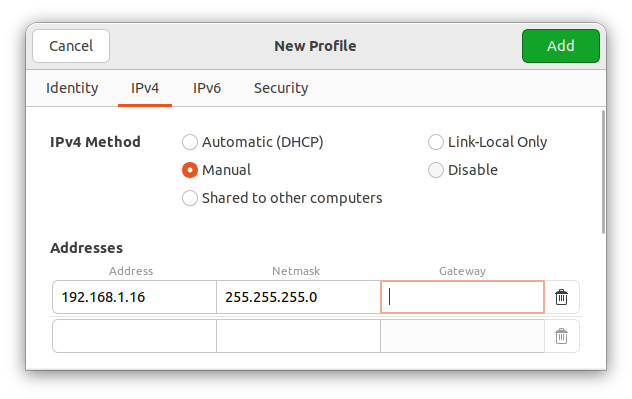 Cancel New Profile Add
Identity IPv4 IPv6 Security
IPv4 Method Automatic (DHCP) Link-Local Only
Manual Disable
Shared to other computers
Addresses
Address Netmask Gateway
192.168.1.16 255.255.255.0